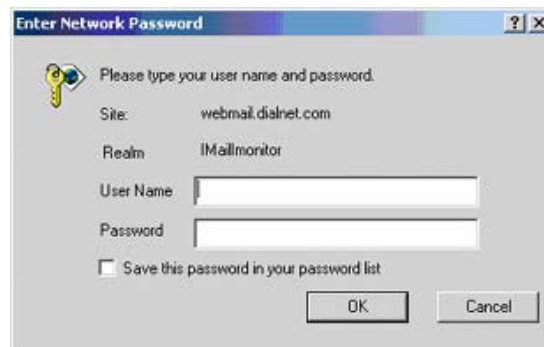 Enter Network Password
Please type your user name and password.
Site: webmail.dialnet.com
Realm IMailmonitor
User Name
Password
Save this password in your password list
OK Cancel